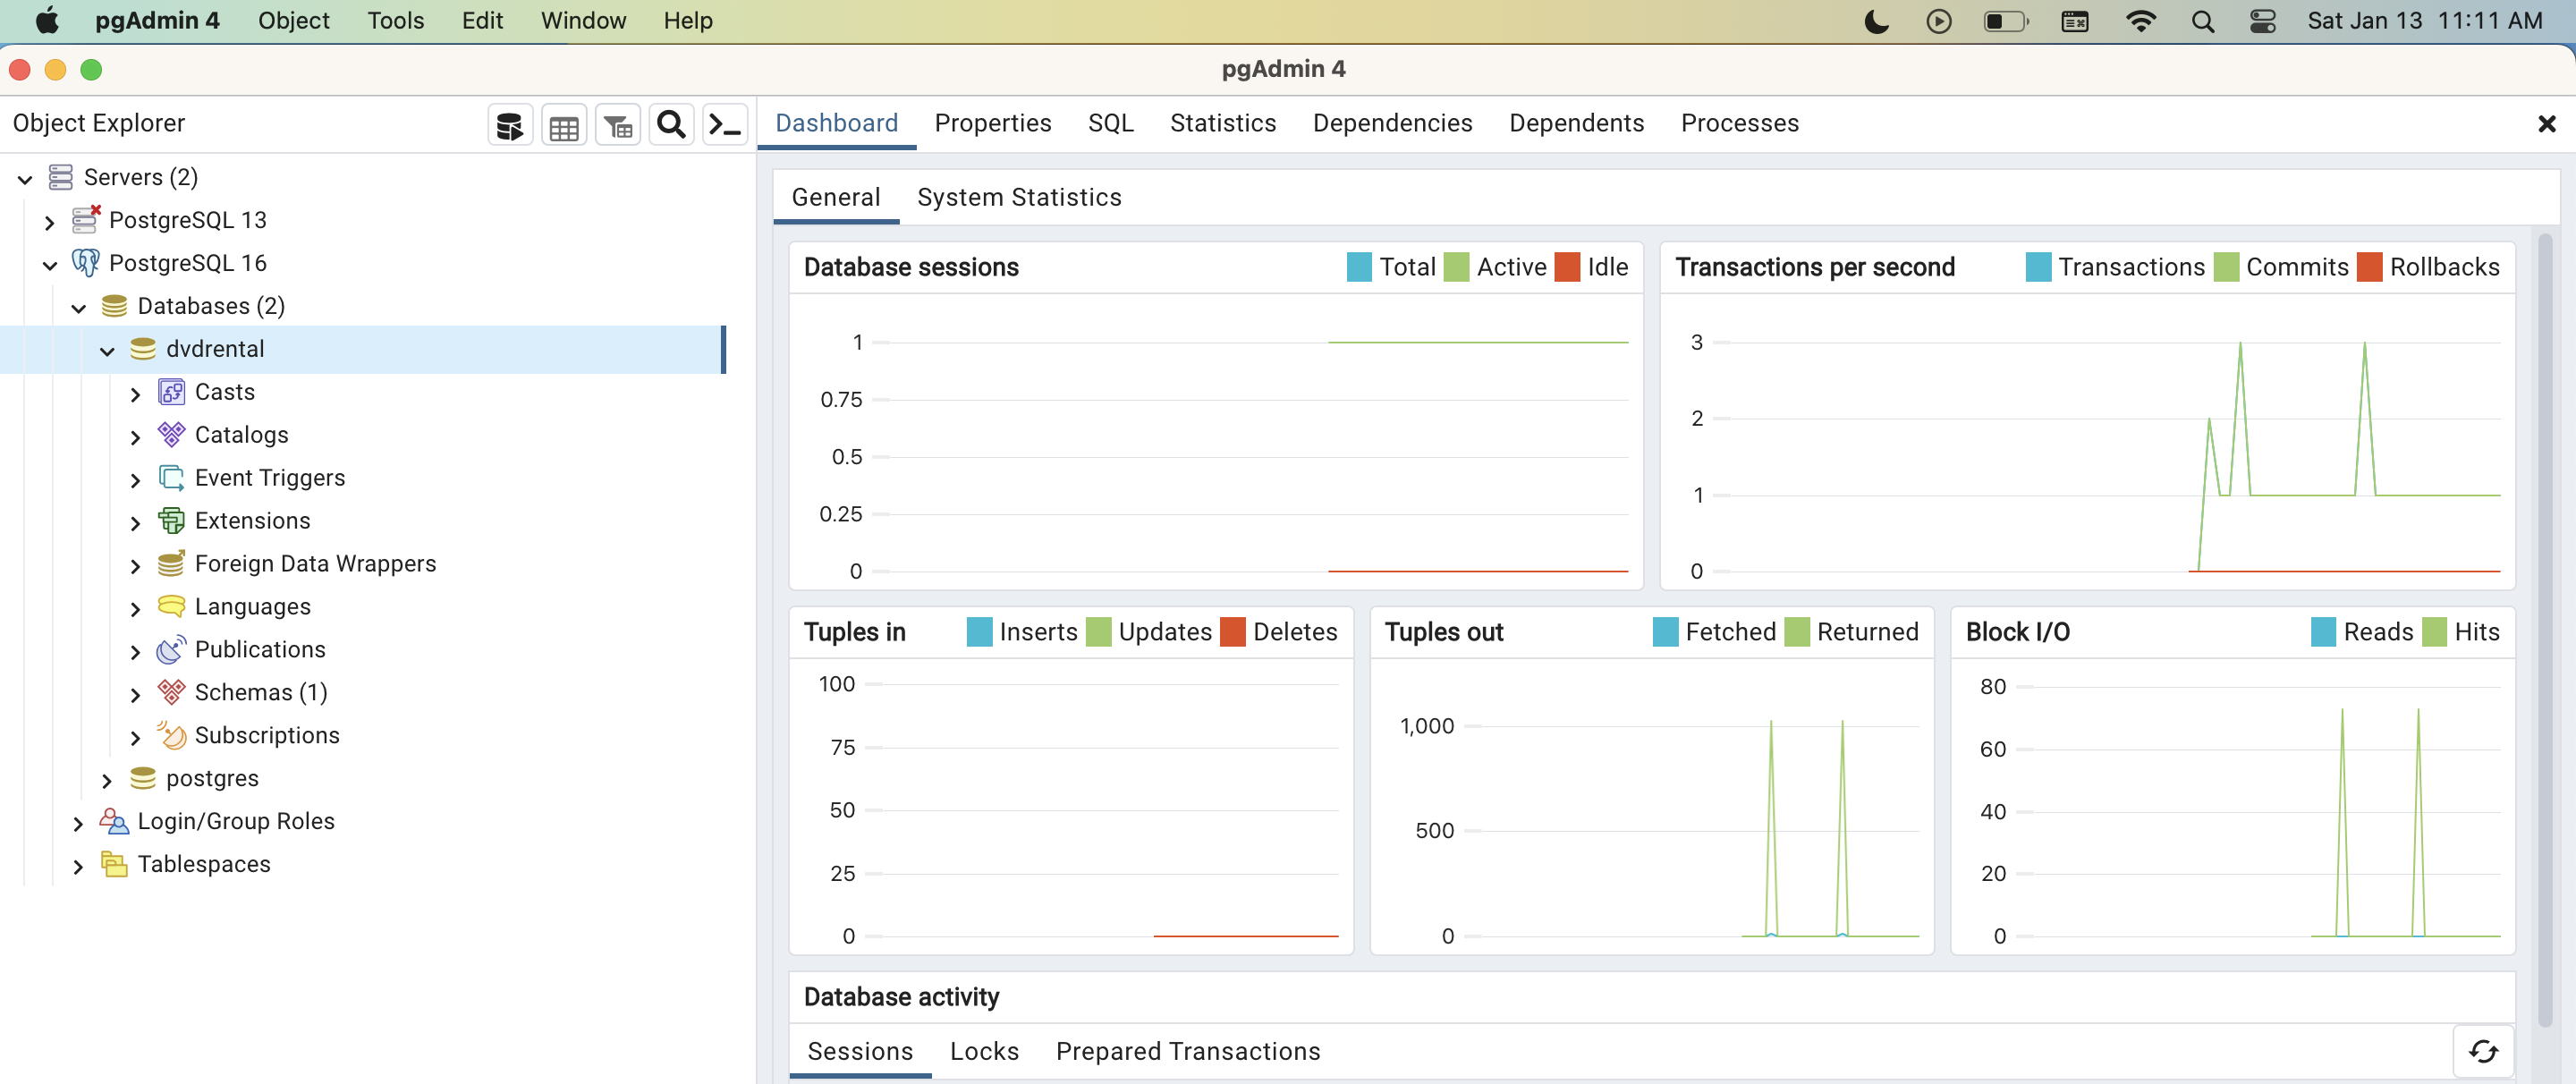 pgAdmin 4 Object Tools Edit Window Help Sat Jan 13 11:11 AM
pgAdmin 4
Object Explorer
Servers (2)
PostgreSQL 13
PostgreSQL 16
Databases (2)
dvdrental
Casts
Catalogs
Event Triggers
Extensions
Foreign Data Wrappers
Languages
Publications
Schemas (1)
Subscriptions
postgres
Login/Group Roles
Tablespaces
Dashboard Properties SQL Statistics Dependencies Dependents Processes
General System Statistics
Database sessions Total Active Idle
1
0.75
0.5
0.25
0
Transactions per second Transactions Commits Rollbacks
3
2
1
0
Tuples in Inserts Updates Deletes
100
75
50
25
0
Tuples out Fetched Returned
1,000
500
0
Block I/O Reads Hits
80
60
40
20
0
Database activity
Sessions Locks Prepared Transactions